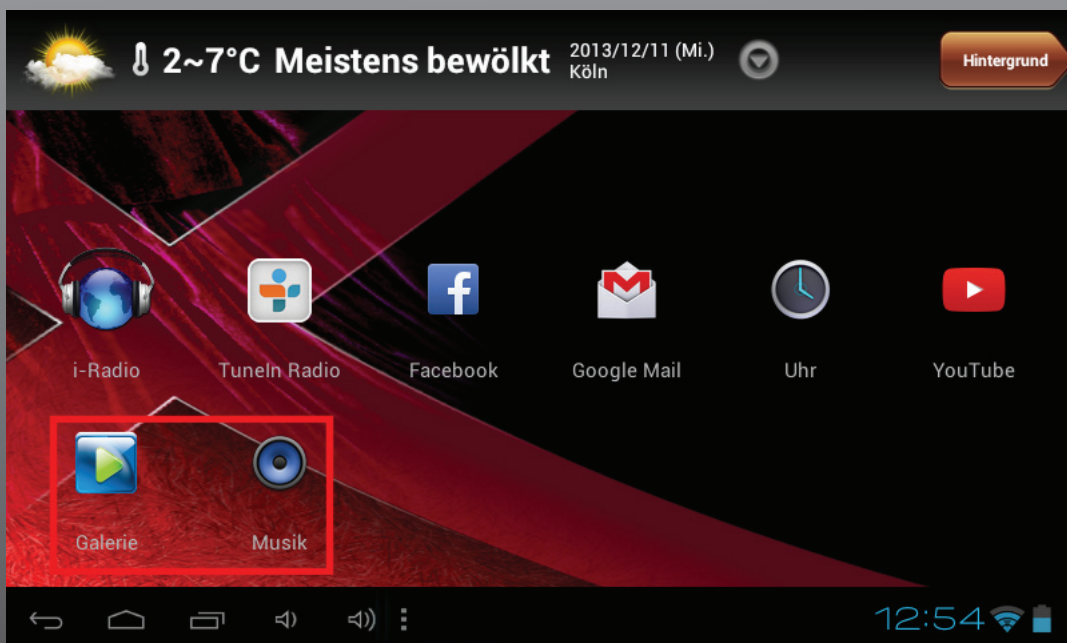 2~7°C Meistens bewölkt
2013/12/11 (Mi.)
Köln
Hintergrund
i-Radio
TuneIn Radio
Facebook
Google Mail
Uhr
YouTube
Galerie
Musik
12:54